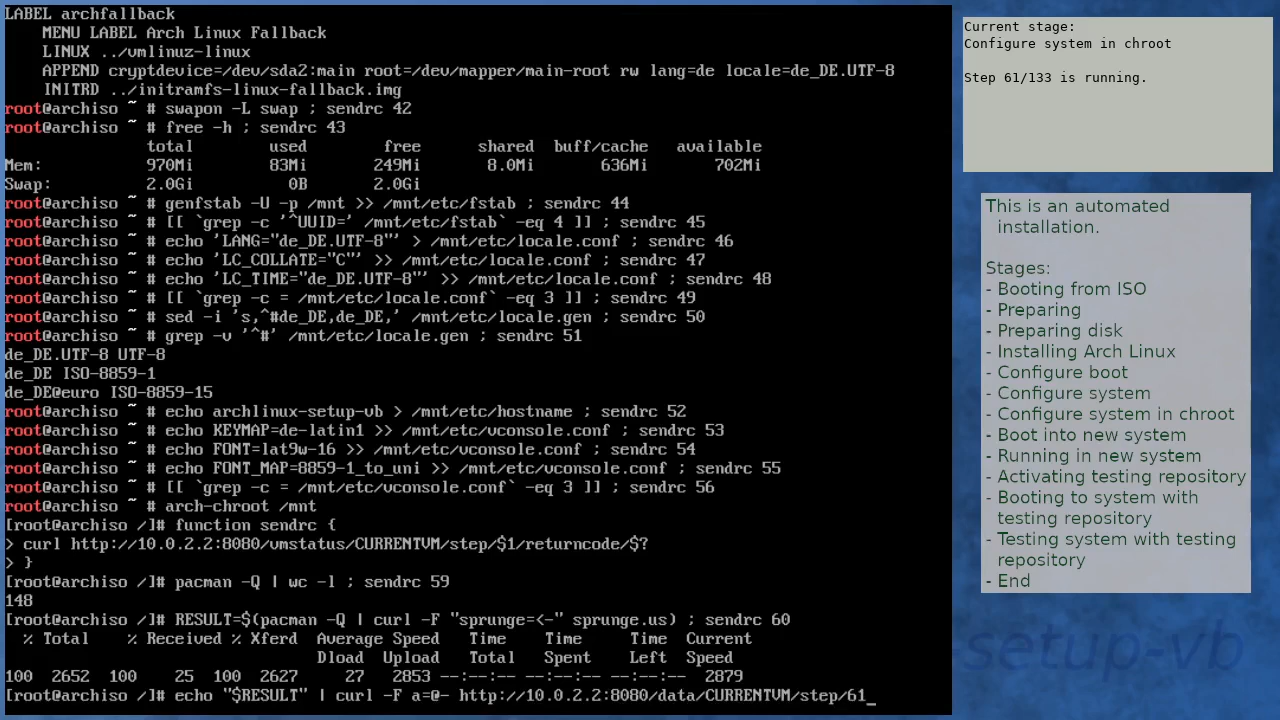 LABEL archfallback
    MENU LABEL Arch Linux Fallback
    LINUX ../vmlinuz-linux
    APPEND cryptdevice=/dev/sda2:main root=/dev/mapper/main-root rw lang=de locale=de_DE.UTF-8
    INITRD ../initramfs-linux-fallback.img
root@archiso ~ # swapon -L swap ; sendrc 42
root@archiso ~ # free -h ; sendrc 43
               total        used        free      shared  buff/cache   available
Mem:           970Mi        83Mi       249Mi       8.0Mi       636Mi       702Mi
Swap:          2.0Gi          0B       2.0Gi
root@archiso ~ # genfstab -U -p /mnt >> /mnt/etc/fstab ; sendrc 44
root@archiso ~ # [[ `grep -c '^UUID=' /mnt/etc/fstab` -eq 4 ]] ; sendrc 45
root@archiso ~ # echo 'LANG="de_DE.UTF-8"' > /mnt/etc/locale.conf ; sendrc 46
root@archiso ~ # echo 'LC_COLLATE="C"' >> /mnt/etc/locale.conf ; sendrc 47
root@archiso ~ # echo 'LC_TIME="de_DE.UTF-8"' >> /mnt/etc/locale.conf ; sendrc 48
root@archiso ~ # [[ `grep -c = /mnt/etc/locale.conf` -eq 3 ]] ; sendrc 49
root@archiso ~ # sed -i 's,^#de_DE,de_DE,' /mnt/etc/locale.gen ; sendrc 50
root@archiso ~ # grep -v '^#' /mnt/etc/locale.gen ; sendrc 51
de_DE.UTF-8 UTF-8
de_DE ISO-8859-1
de_DE@euro ISO-8859-15
root@archiso ~ # echo archlinux-setup-vb > /mnt/etc/hostname ; sendrc 52
root@archiso ~ # echo KEYMAP=de-latin1 >> /mnt/etc/vconsole.conf ; sendrc 53
root@archiso ~ # echo FONT=lat9w-16 >> /mnt/etc/vconsole.conf ; sendrc 54
root@archiso ~ # echo FONT_MAP=8859-1_to_uni >> /mnt/etc/vconsole.conf ; sendrc 55
root@archiso ~ # [[ `grep -c = /mnt/etc/vconsole.conf` -eq 3 ]] ; sendrc 56
root@archiso ~ # arch-chroot /mnt
[root@archiso /]# function sendrc {
> curl http://10.0.2.2:8080/vmstatus/CURRENTVM/step/$1/returncode/$?
> }
[root@archiso /]# pacman -Q | wc -l ; sendrc 59
148
[root@archiso /]# RESULT=$(pacman -Q | curl -F "sprunge=<-" sprunge.us) ; sendrc 60
  % Total    % Received % Xferd  Average Speed   Time    Time     Time  Current
                                 Dload  Upload   Total   Spent    Left  Speed
100  2652  100    25  100  2627     27   2853 --:--:-- --:--:-- --:--:--  2879
[root@archiso /]# echo "$RESULT" | curl -F a=@- http://10.0.2.2:8080/data/CURRENTVM/step/61_
Current stage:
Configure system in chroot
Step 61/133 is running.
This is an automated
installation.
Stages:
- Booting from ISO
- Preparing
- Preparing disk
- Installing Arch Linux
- Configure boot
- Configure system
- Configure system in chroot
- Boot into new system
- Running in new system
- Activating testing repository
- Booting to system with
testing repository
- Testing system with testing
repository
- End
-setup-vb